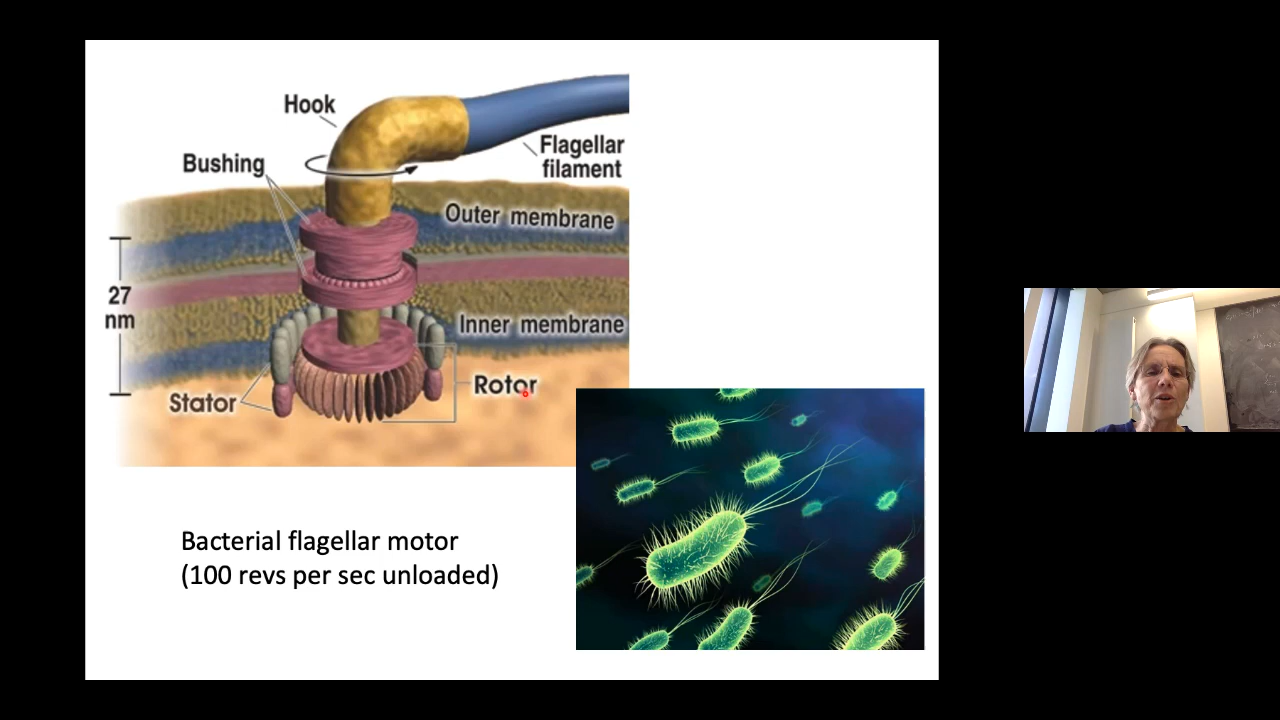 Hook
Flagellar
filament
Bushing
Outer membrane
27
nm
Inner membrane
Rotor
Stator
Bacterial flagellar motor
(100 revs per sec unloaded)